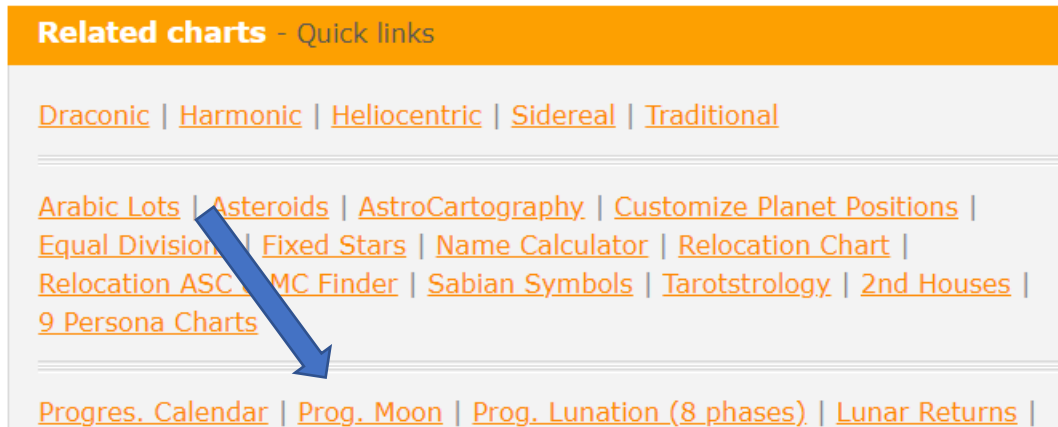 Related charts - Quick links
Draconic | Harmonic | Heliocentric | Sidereal | Traditional
Arabic Lots | Asteroids | AstroCartography | Customize Planet Positions |
Equal Division | Fixed Stars | Name Calculator | Relocation Chart |
Relocation ASC MC Finder | Sabian Symbols | Tarotstrology | 2nd Houses |
9 Persona Charts
Progres. Calendar | Prog. Moon | Prog. Lunation (8 phases) | Lunar Returns |